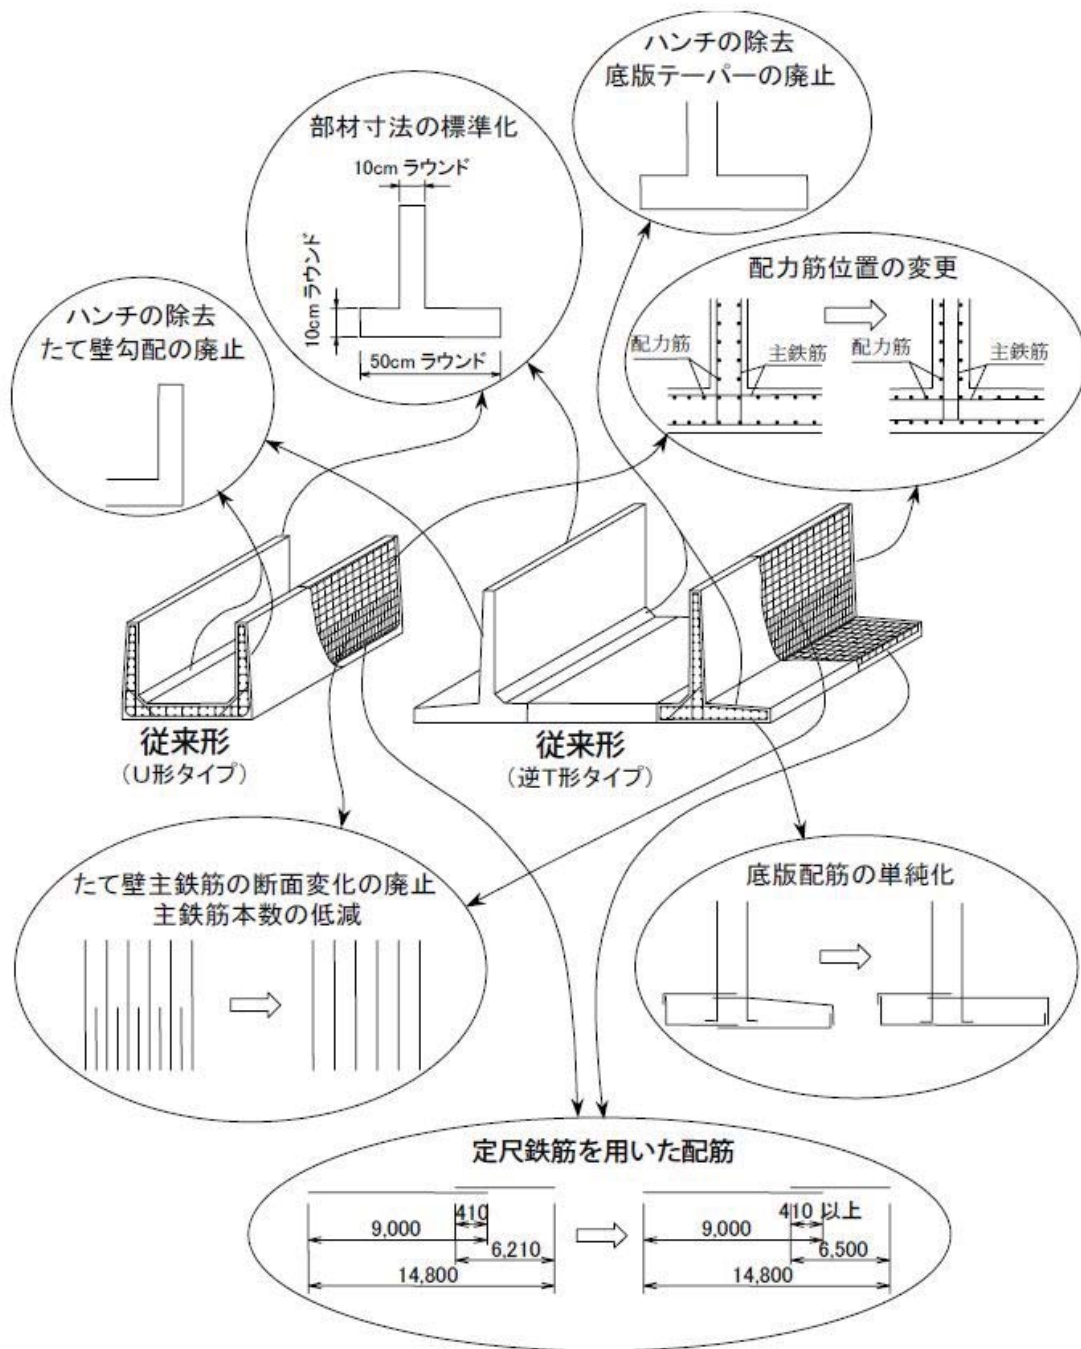 ハンチの除去
底版テーパーの廃止
部材寸法の標準化
10cm ラウンド
10cm ラウンド
50cm ラウンド
配力筋位置の変更
配力筋
主鉄筋
配力筋
主鉄筋
ハンチの除去
たて壁勾配の廃止
従来形
(U形タイプ)
従来形
(逆T形タイプ)
たて壁主鉄筋の断面変化の廃止
主鉄筋本数の低減
底版配筋の単純化
定尺鉄筋を用いた配筋
410
9,000
6,210
14,800
410 以上
9,000
6,500
14,800